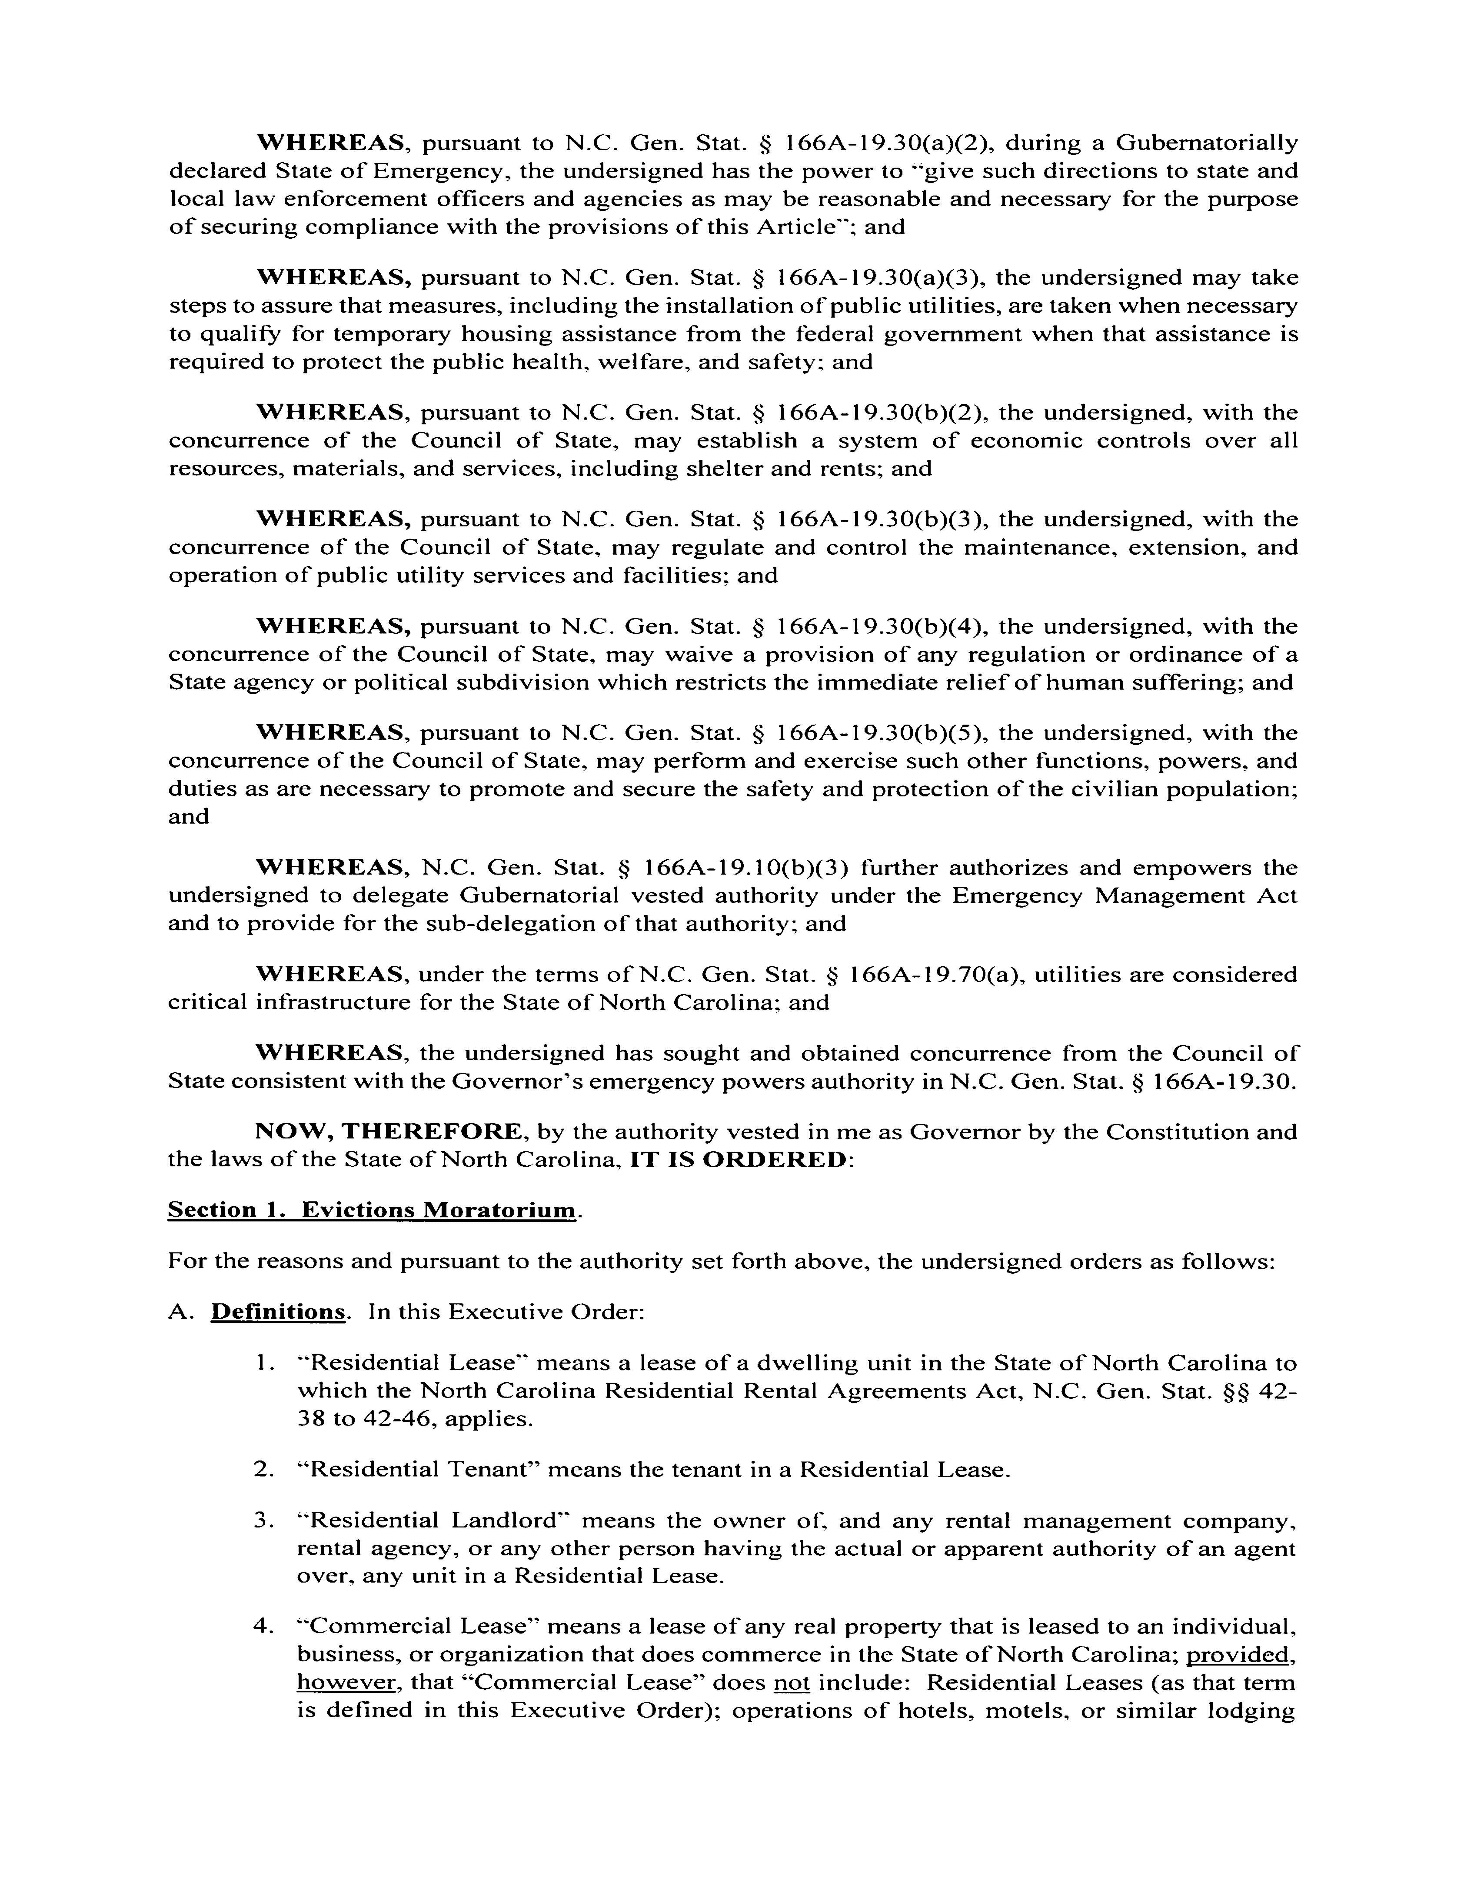 WHEREAS, pursuant to N.C. Gen. Stat. § 166A-19.30(a)(2), during a Gubernatorially
declared State of Emergency, the undersigned has the power to “give such directions to state and
local law enforcement officers and agencies as may be reasonable and necessary for the purpose
of securing compliance with the provisions of this Article”; and
WHEREAS, pursuant to N.C. Gen. Stat. § 166A-19.30(a)(3), the undersigned may take
steps to assure that measures, including the installation of public utilities, are taken when necessary
to qualify for temporary housing assistance from the federal government when that assistance is
required to protect the public health, welfare, and safety; and
WHEREAS, pursuant to N.C. Gen. Stat. § 166A-19.30(b)(2), the undersigned, with the
concurrence of the Council of State, may establish a system of economic controls over all
resources, materials, and services, including shelter and rents; and
WHEREAS, pursuant to N.C. Gen. Stat. § 166A-19.30(b)(3), the undersigned, with the
concurrence of the Council of State, may regulate and control the maintenance, extension, and
operation of public utility services and facilities; and
WHEREAS, pursuant to N.C. Gen. Stat. § 166A-19.30(b)(4), the undersigned, with the
concurrence of the Council of State, may waive a provision of any regulation or ordinance of a
State agency or political subdivision which restricts the immediate relief of human suffering; and
WHEREAS, pursuant to N.C. Gen. Stat. § 166A-19.30(b)(5), the undersigned, with the
concurrence of the Council of State, may perform and exercise such other functions, powers, and
duties as are necessary to promote and secure the safety and protection of the civilian population;
and
WHEREAS, N.C. Gen. Stat. § 166A-19.10(b)(3) further authorizes and empowers the
undersigned to delegate Gubernatorial vested authority under the Emergency Management Act
and to provide for the sub-delegation of that authority; and
WHEREAS, under the terms of N.C. Gen. Stat. § 166A-19.70(a), utilities are considered
critical infrastructure for the State of North Carolina; and
WHEREAS, the undersigned has sought and obtained concurrence from the Council of
State consistent with the Governor's emergency powers authority in N.C. Gen. Stat. § 166A-19.30.
NOW, THEREFORE, by the authority vested in me as Governor by the Constitution and
the laws of the State of North Carolina, IT IS ORDERED:
Section 1. Evictions Moratorium.
For the reasons and pursuant to the authority set forth above, the undersigned orders as follows:
A. Definitions. In this Executive Order:
1. “Residential Lease” means a lease of a dwelling unit in the State of North Carolina to
which the North Carolina Residential Rental Agreements Act, N.C. Gen. Stat. §§ 42-
38 to 42-46, applies.
2. “Residential Tenant” means the tenant in a Residential Lease.
3. “Residential Landlord” means the owner of, and any rental management company,
rental agency, or any other person having the actual or apparent authority of an agent
over, any unit in a Residential Lease.
4. “Commercial Lease” means a lease of any real property that is leased to an individual,
business, or organization that does commerce in the State of North Carolina; provided,
however, that “Commercial Lease” does not include: Residential Leases (as that term
is defined in this Executive Order); operations of hotels, motels, or similar lodging